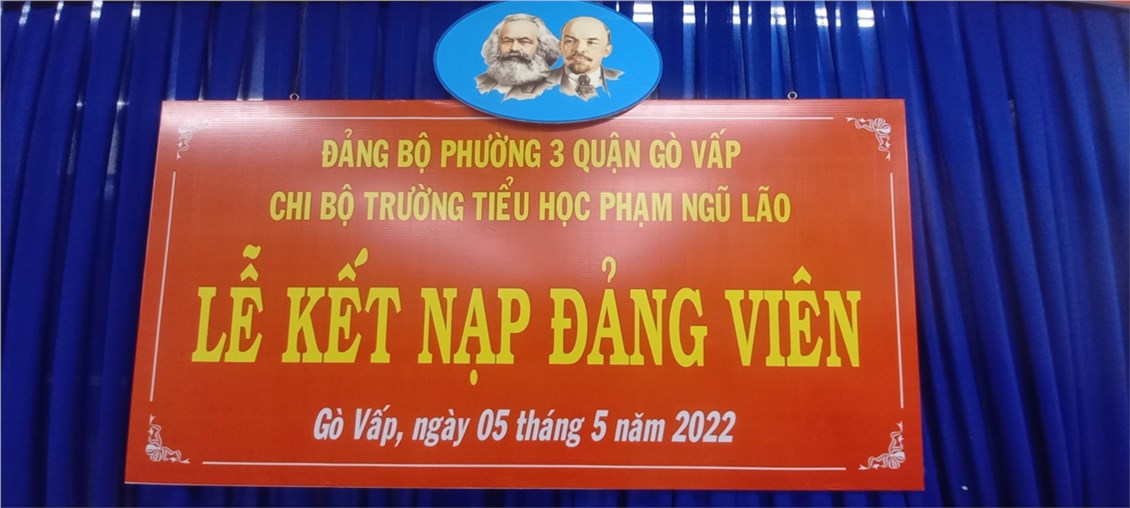 ĐẢNG BỘ PHƯỜNG 3 QUẬN GÒ VẤP
CHI BỘ TRƯỜNG TIỂU HỌC PHẠM NGŨ LÃO
LỄ KẾT NẠP ĐẢNG VIÊN
Gò Vấp, ngày 05 tháng 5 năm 2022